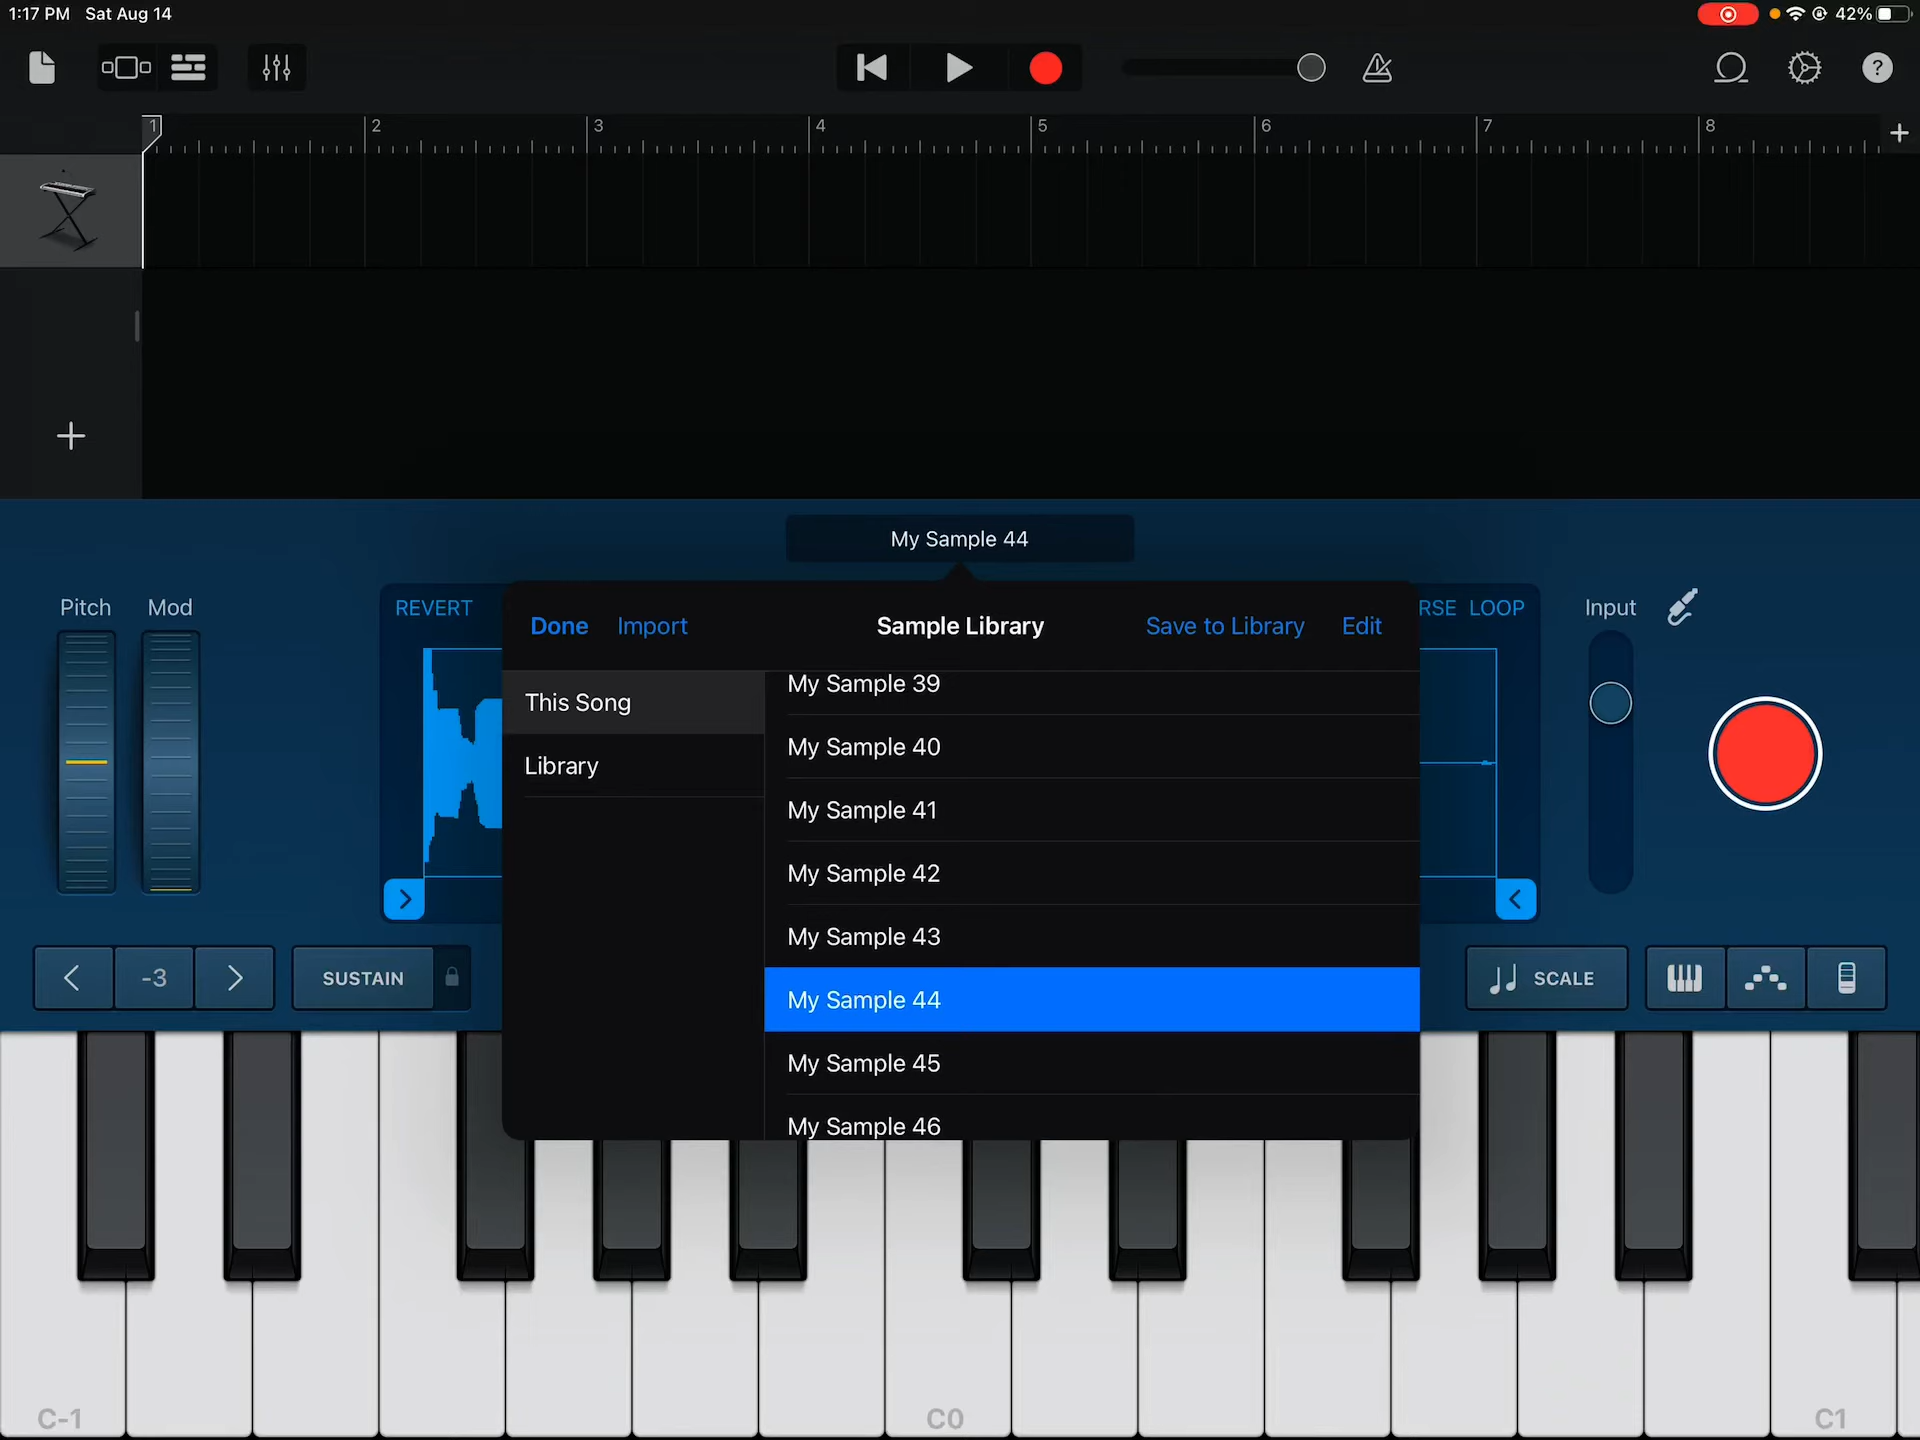 1:17 PM Sat Aug 14
42%
?
1 2 3 4 5 6 7 8
My Sample 44
Pitch Mod
REVERT
RSE LOOP
Input
Done Import Sample Library Save to Library Edit
This Song
Library
My Sample 39
My Sample 40
My Sample 41
My Sample 42
My Sample 43
My Sample 44
My Sample 45
My Sample 46
-3
SUSTAIN
SCALE
C-1 C0 C1